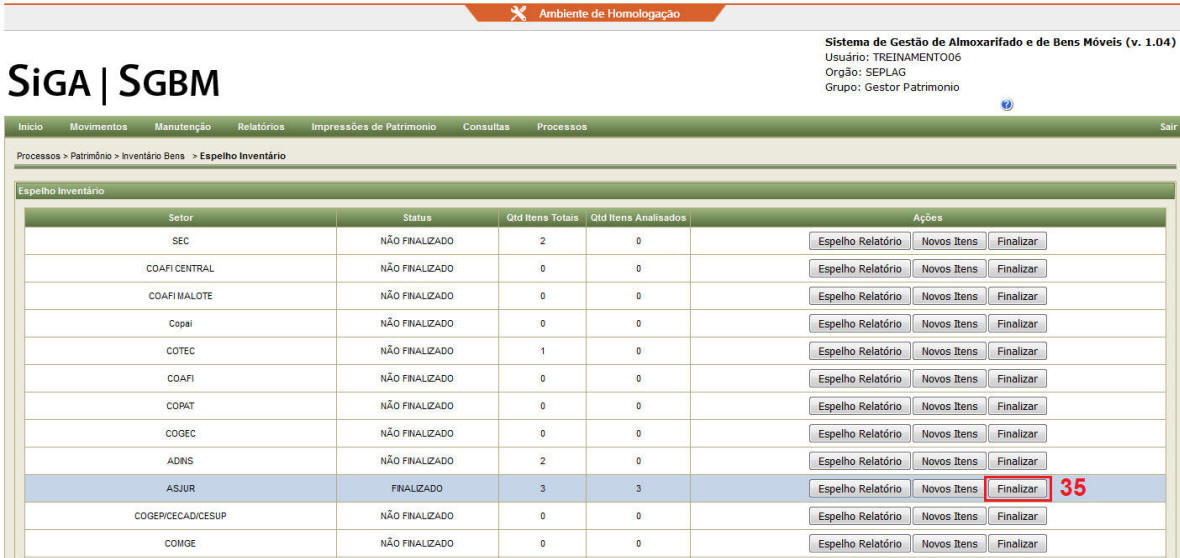 Ambiente de Homologação
Sistema de Gestão de Almoxarifado e de Bens Móveis (v. 1.04)
Usuário: TREINAMENTO06
Orgão: SEPLAG
Grupo: Gestor Patrimonio
?
SIGA | SGBM
Inicio Movimentos Manutenção Relatórios Impressões de Patrimonio Consultas Processos Sair
Processos > Patrimônio > Inventário Bens > Espelho Inventário
Espelho Inventário
Setor Status Qtd Itens Totais Qtd Itens Analisados Ações
SEC NÃO FINALIZADO 2 0 Espelho Relatório Novos Itens Finalizar
COAFI CENTRAL NÃO FINALIZADO 0 0 Espelho Relatório Novos Itens Finalizar
COAFI MALOTE NÃO FINALIZADO 0 0 Espelho Relatório Novos Itens Finalizar
Copai NÃO FINALIZADO 0 0 Espelho Relatório Novos Itens Finalizar
COTEC NÃO FINALIZADO 1 0 Espelho Relatório Novos Itens Finalizar
COAFI NÃO FINALIZADO 0 0 Espelho Relatório Novos Itens Finalizar
COPAT NÃO FINALIZADO 0 0 Espelho Relatório Novos Itens Finalizar
COGEC NÃO FINALIZADO 0 0 Espelho Relatório Novos Itens Finalizar
ADINS NÃO FINALIZADO 2 0 Espelho Relatório Novos Itens Finalizar
ASJUR FINALIZADO 3 3 Espelho Relatório Novos Itens Finalizar 35
COGEP/CECAD/CESUP NÃO FINALIZADO 0 0 Espelho Relatório Novos Itens Finalizar
COMGE NÃO FINALIZADO 0 0 Espelho Relatório Novos Itens Finalizar